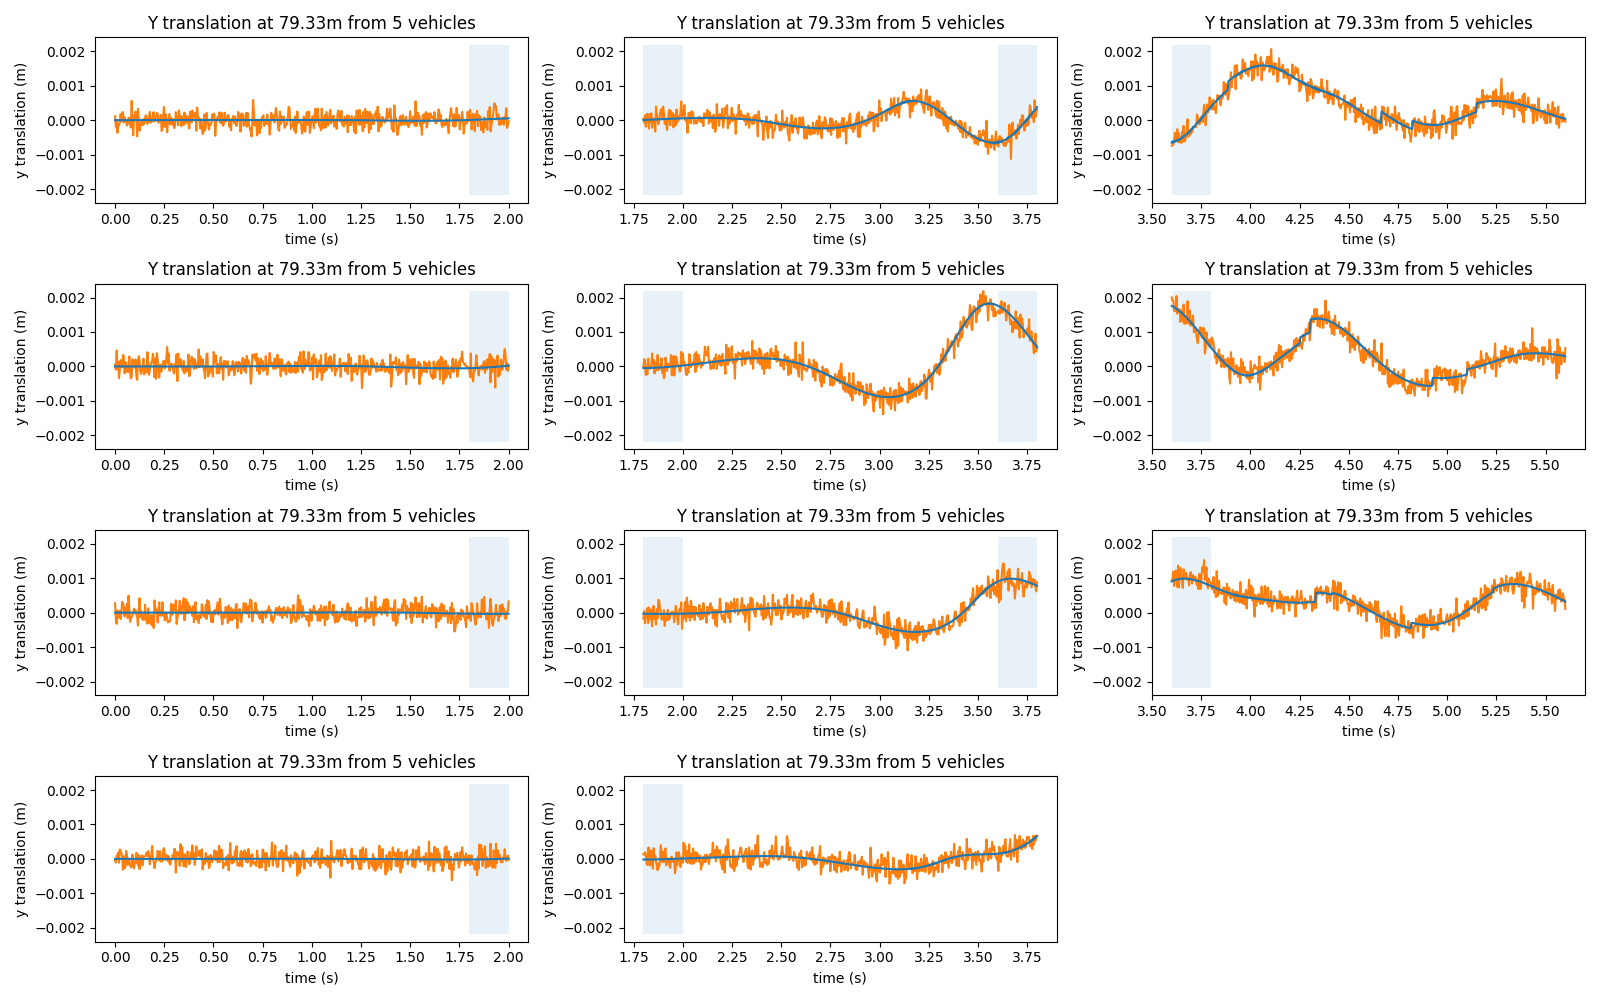 Y translation at 79.33m from 5 vehicles
y translation (m)
0.002
0.001
0.000
−0.001
−0.002
0.00 0.25 0.50 0.75 1.00 1.25 1.50 1.75 2.00
time (s)
Y translation at 79.33m from 5 vehicles
y translation (m)
0.002
0.001
0.000
−0.001
−0.002
1.75 2.00 2.25 2.50 2.75 3.00 3.25 3.50 3.75
time (s)
Y translation at 79.33m from 5 vehicles
y translation (m)
0.002
0.001
0.000
−0.001
−0.002
3.50 3.75 4.00 4.25 4.50 4.75 5.00 5.25 5.50
time (s)
Y translation at 79.33m from 5 vehicles
y translation (m)
0.002
0.001
0.000
−0.001
−0.002
0.00 0.25 0.50 0.75 1.00 1.25 1.50 1.75 2.00
time (s)
Y translation at 79.33m from 5 vehicles
y translation (m)
0.002
0.001
0.000
−0.001
−0.002
1.75 2.00 2.25 2.50 2.75 3.00 3.25 3.50 3.75
time (s)
Y translation at 79.33m from 5 vehicles
y translation (m)
0.002
0.001
0.000
−0.001
−0.002
3.50 3.75 4.00 4.25 4.50 4.75 5.00 5.25 5.50
time (s)
Y translation at 79.33m from 5 vehicles
y translation (m)
0.002
0.001
0.000
−0.001
−0.002
0.00 0.25 0.50 0.75 1.00 1.25 1.50 1.75 2.00
time (s)
Y translation at 79.33m from 5 vehicles
y translation (m)
0.002
0.001
0.000
−0.001
−0.002
1.75 2.00 2.25 2.50 2.75 3.00 3.25 3.50 3.75
time (s)
Y translation at 79.33m from 5 vehicles
y translation (m)
0.002
0.001
0.000
−0.001
−0.002
3.50 3.75 4.00 4.25 4.50 4.75 5.00 5.25 5.50
time (s)
Y translation at 79.33m from 5 vehicles
y translation (m)
0.002
0.001
0.000
−0.001
−0.002
0.00 0.25 0.50 0.75 1.00 1.25 1.50 1.75 2.00
time (s)
Y translation at 79.33m from 5 vehicles
y translation (m)
0.002
0.001
0.000
−0.001
−0.002
1.75 2.00 2.25 2.50 2.75 3.00 3.25 3.50 3.75
time (s)